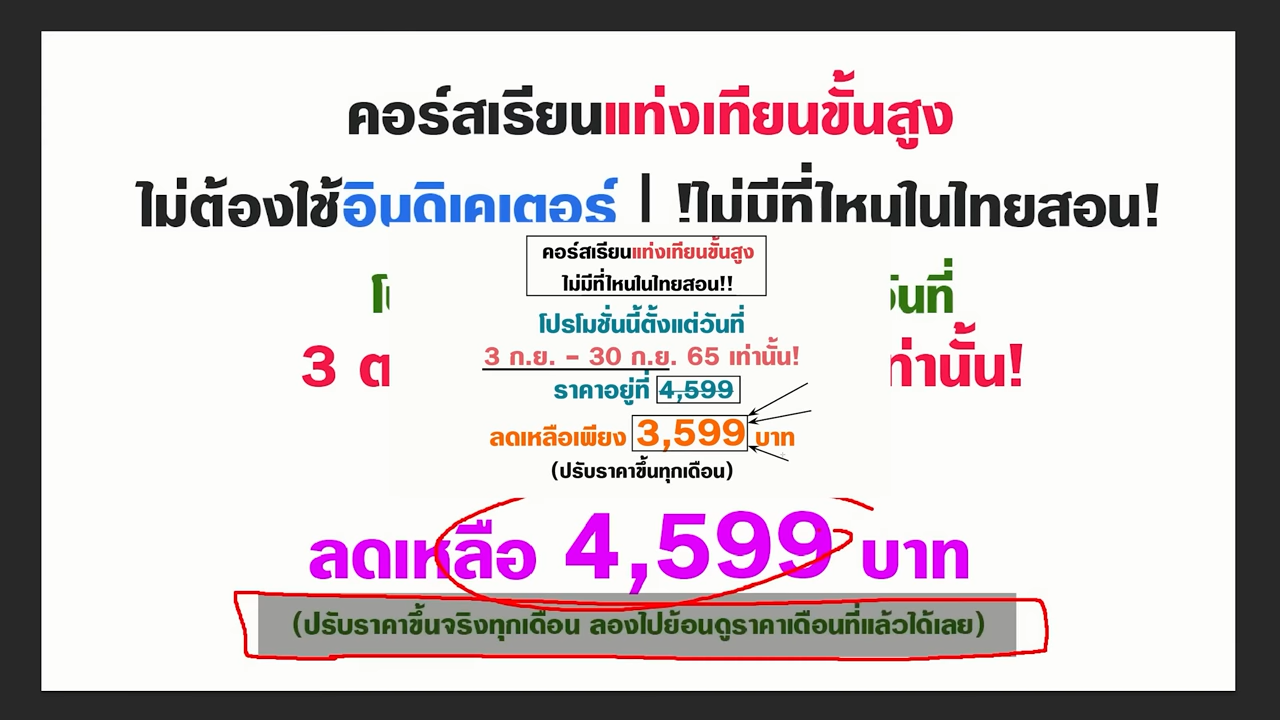 คอร์สเรียนแท่งเทียนขั้นสูง
ไม่ต้องใช้อินดิเคเตอร์ | !ไม่มีที่ไหนในไทยสอน!
คอร์สเรียนแท่งเทียนขั้นสูง
ไม่มีที่ไหนในไทยสอน!!
โปรโมชั่นนี้ตั้งแต่วันที่
3 ก.ย. - 30 ก.ย. 65 เท่านั้น!
ราคาอยู่ที่ 4,599
ลดเหลือเพียง 3,599 บาท
(ปรับราคาขึ้นทุกเดือน)
ลดเหลือ 4,599 บาท
(ปรับราคาขึ้นจริงทุกเดือน ลองไปย้อนดูราคาเดือนที่แล้วได้เลย)